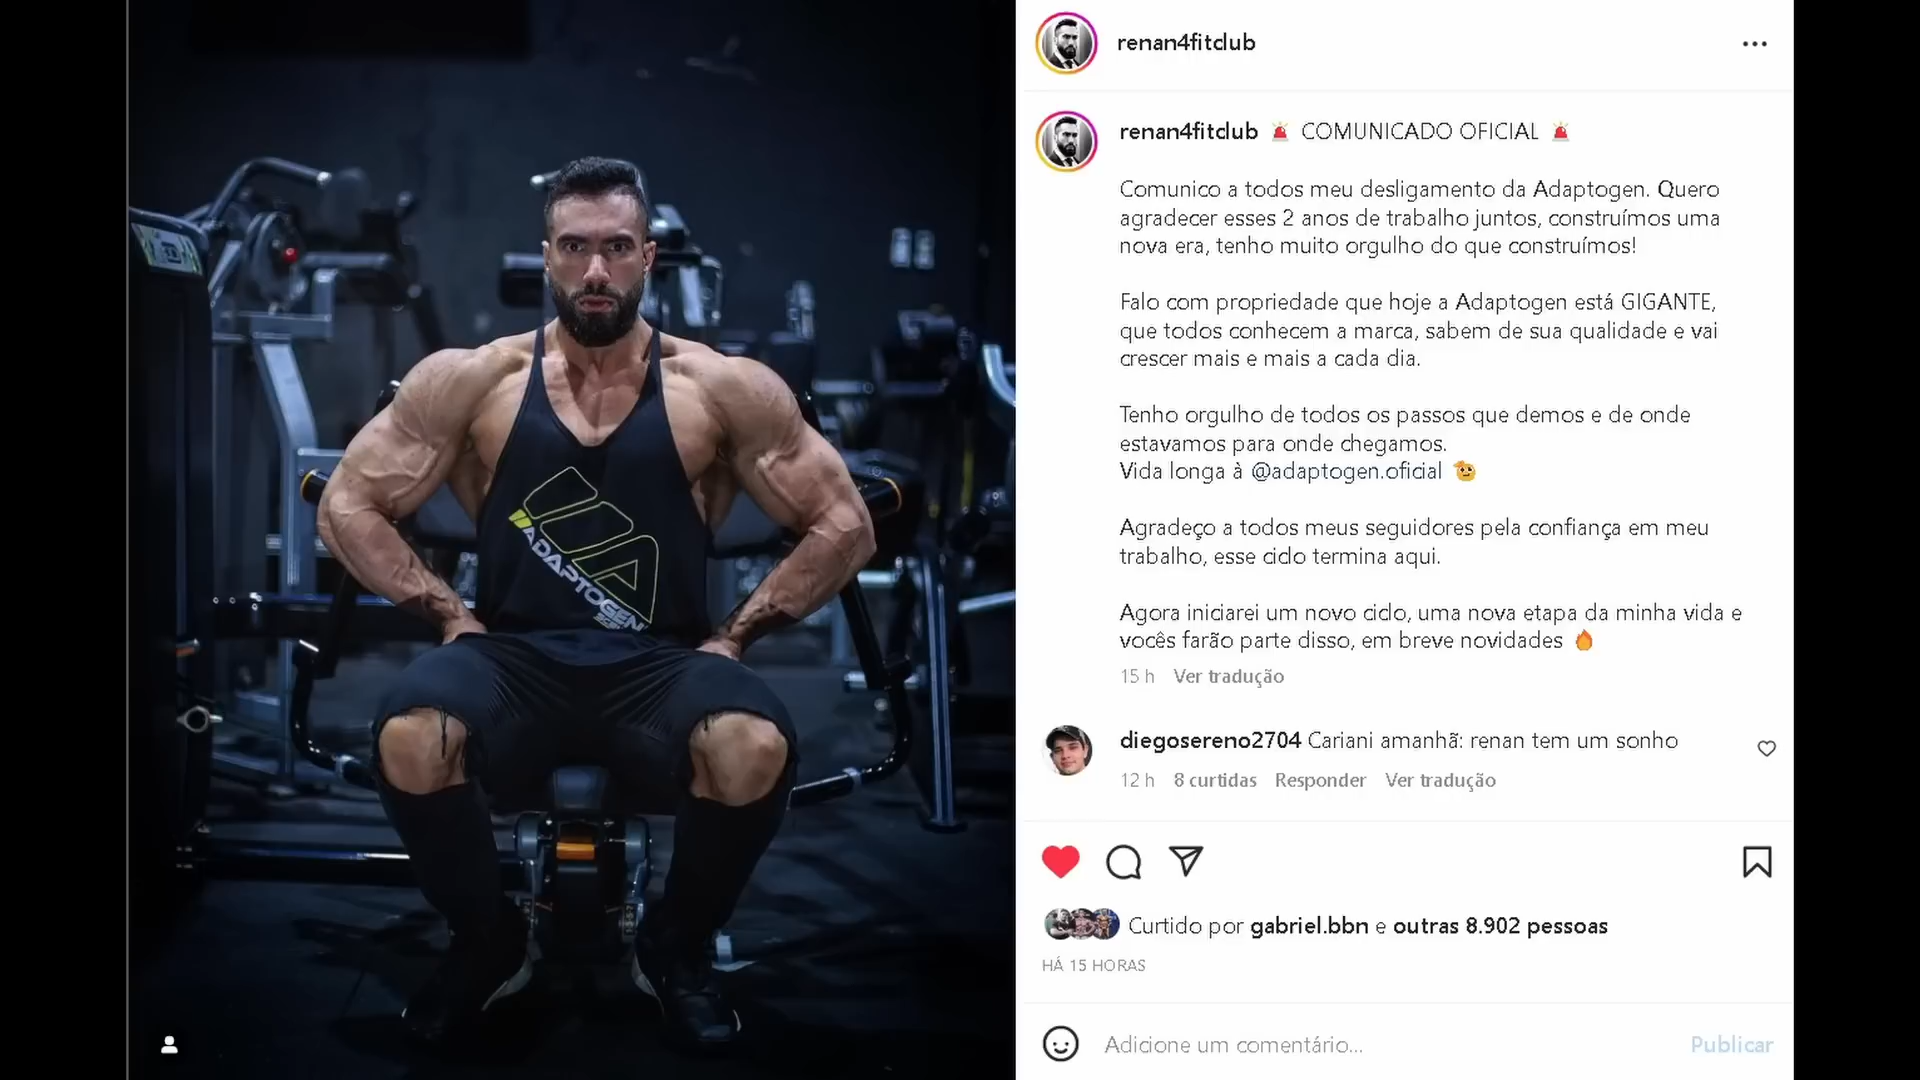 ADAPTOGEN
renan4fitclub
renan4fitclub 🚨 COMUNICADO OFICIAL 🚨
Comunico a todos meu desligamento da Adaptogen. Quero
agradecer esses 2 anos de trabalho juntos, construímos uma
nova era, tenho muito orgulho do que construímos!
Falo com propriedade que hoje a Adaptogen está GIGANTE,
que todos conhecem a marca, sabem de sua qualidade e vai
crescer mais e mais a cada dia.
Tenho orgulho de todos os passos que demos e de onde
estavamos para onde chegamos.
Vida longa à @adaptogen.oficial 🫡
Agradeço a todos meus seguidores pela confiança em meu
trabalho, esse ciclo termina aqui.
Agora iniciarei um novo ciclo, uma nova etapa da minha vida e
vocês farão parte disso, em breve novidades 🔥
15 h Ver tradução
diegosereno2704 Cariani amanhã: renan tem um sonho
12 h 8 curtidas Responder Ver tradução
Curtido por gabriel.bbn e outras 8.902 pessoas
HÁ 15 HORAS
Adicione um comentário...
Publicar